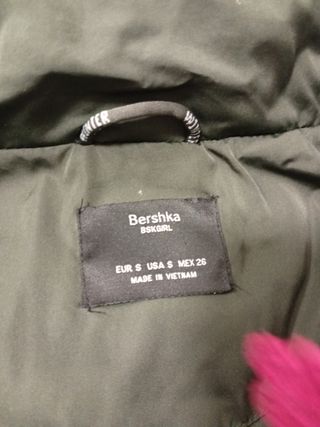 Bershka
BSKGIRL
EUR S USA S MEX 26
MADE IN VIETNAM